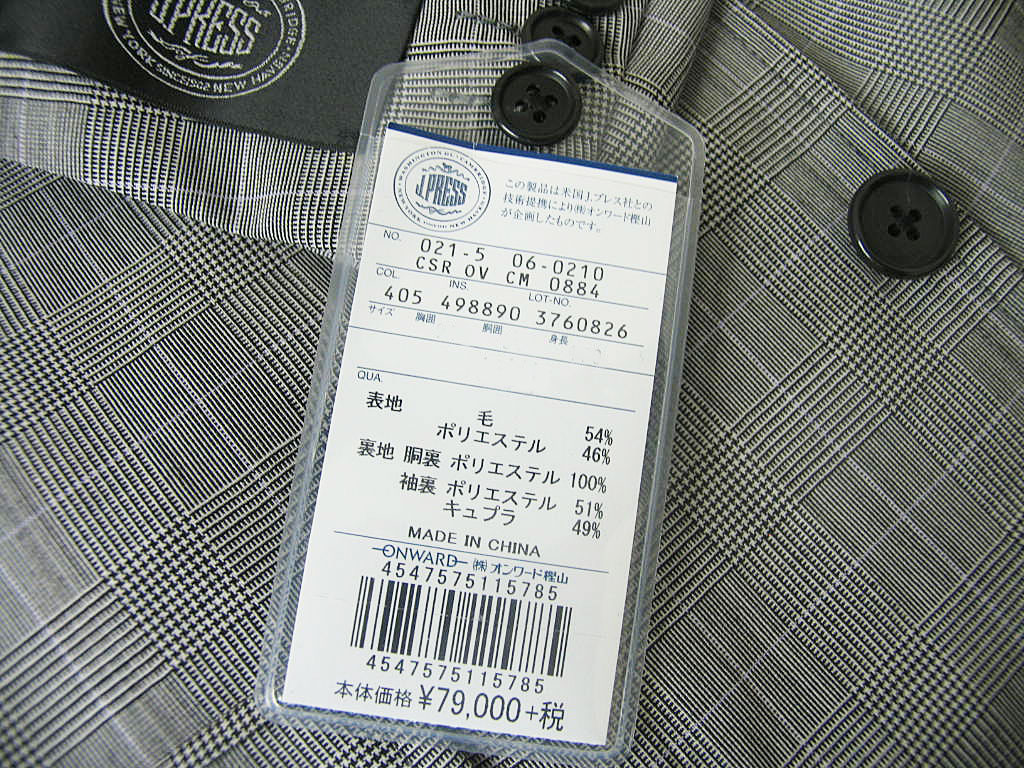 J.PRESS
NEW YORK SINCE 1902 NEW HAVEN
J.PRESS
この製品は米国J.プレス社との
技術提携により㈱オンワード樫山
が企画したものです。
NO. 021-5 06-0210
CSR OV CM 0884
COL. INS. LOT-NO.
405 498890 3760826
サイズ 胸囲 胴囲 身長
QUA.
表地 毛 54%
ポリエステル 46%
裏地 胴裏 ポリエステル 100%
袖裏 ポリエステル 51%
キュプラ 49%
MADE IN CHINA
ONWARD ㈱オンワード樫山
4547575115785
4547575115785
本体価格 ¥79,000+税